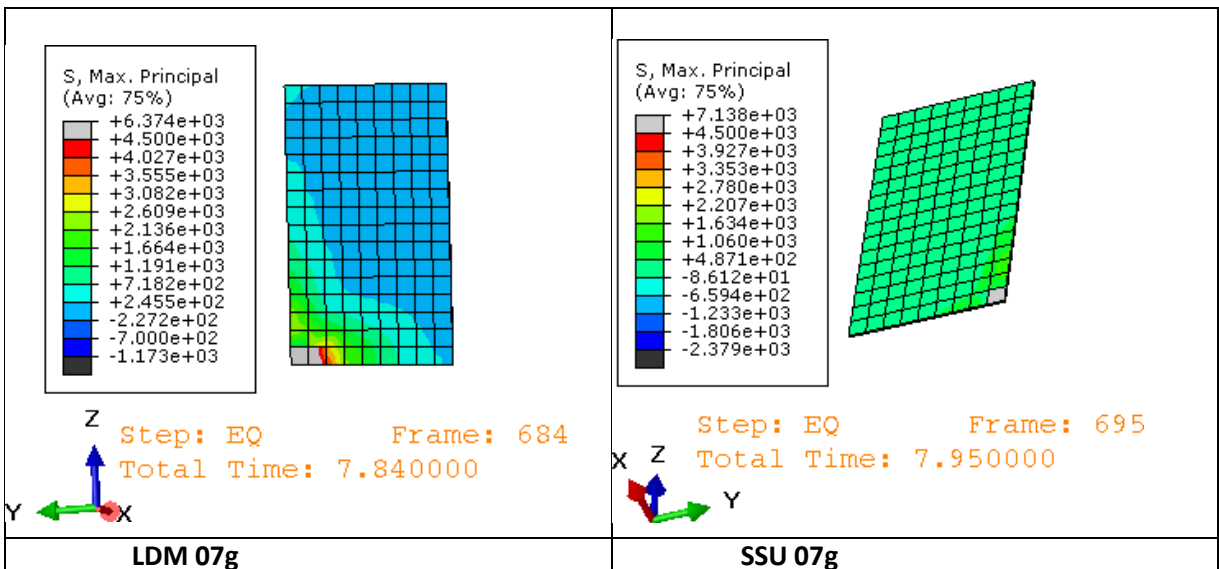 S, Max. Principal
(Avg: 75%)
+6.374e+03
+4.500e+03
+4.027e+03
+3.555e+03
+3.082e+03
+2.609e+03
+2.136e+03
+1.664e+03
+1.191e+03
+7.182e+02
+2.455e+02
-2.272e+02
-7.000e+02
-1.173e+03
Z
Y
X
Step: EQ Frame: 684
Total Time: 7.840000
LDM 07g
S, Max. Principal
(Avg: 75%)
+7.138e+03
+4.500e+03
+3.927e+03
+3.353e+03
+2.780e+03
+2.207e+03
+1.634e+03
+1.060e+03
+4.871e+02
-8.612e+01
-6.594e+02
-1.233e+03
-1.806e+03
-2.379e+03
X
Z
Y
Step: EQ Frame: 695
Total Time: 7.950000
SSU 07g